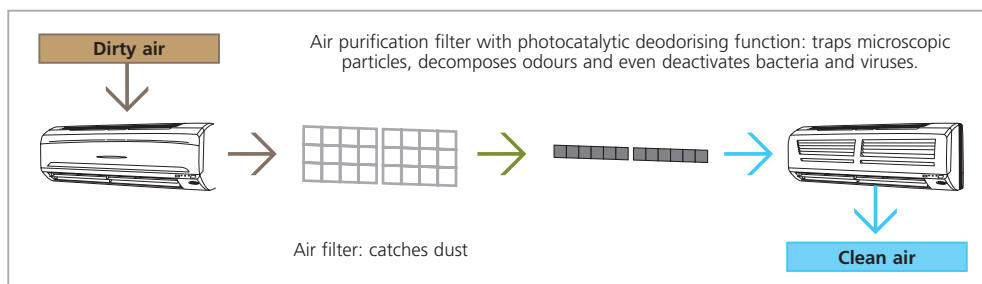 Dirty air
Air purification filter with photocatalytic deodorising function: traps microscopic
particles, decomposes odours and even deactivates bacteria and viruses.
Air filter: catches dust
Clean air